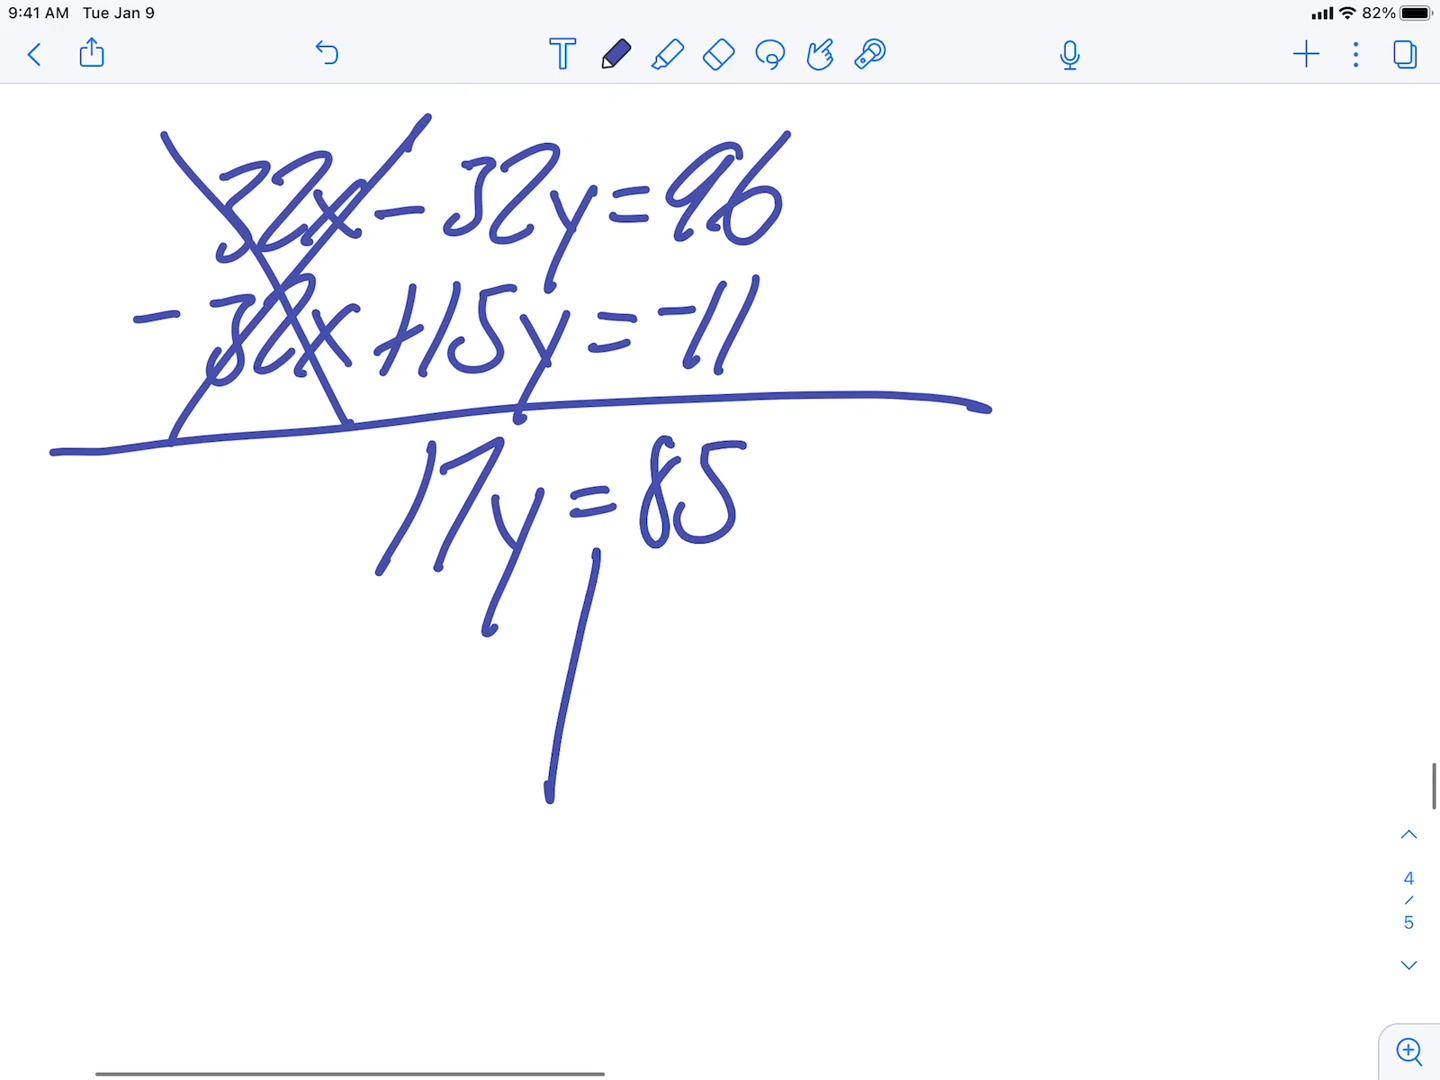 9:41 AM Tue Jan 9 82%
T
32x - 32y = 96
- 32x + 15y = -11
17y = 85
4
/
5